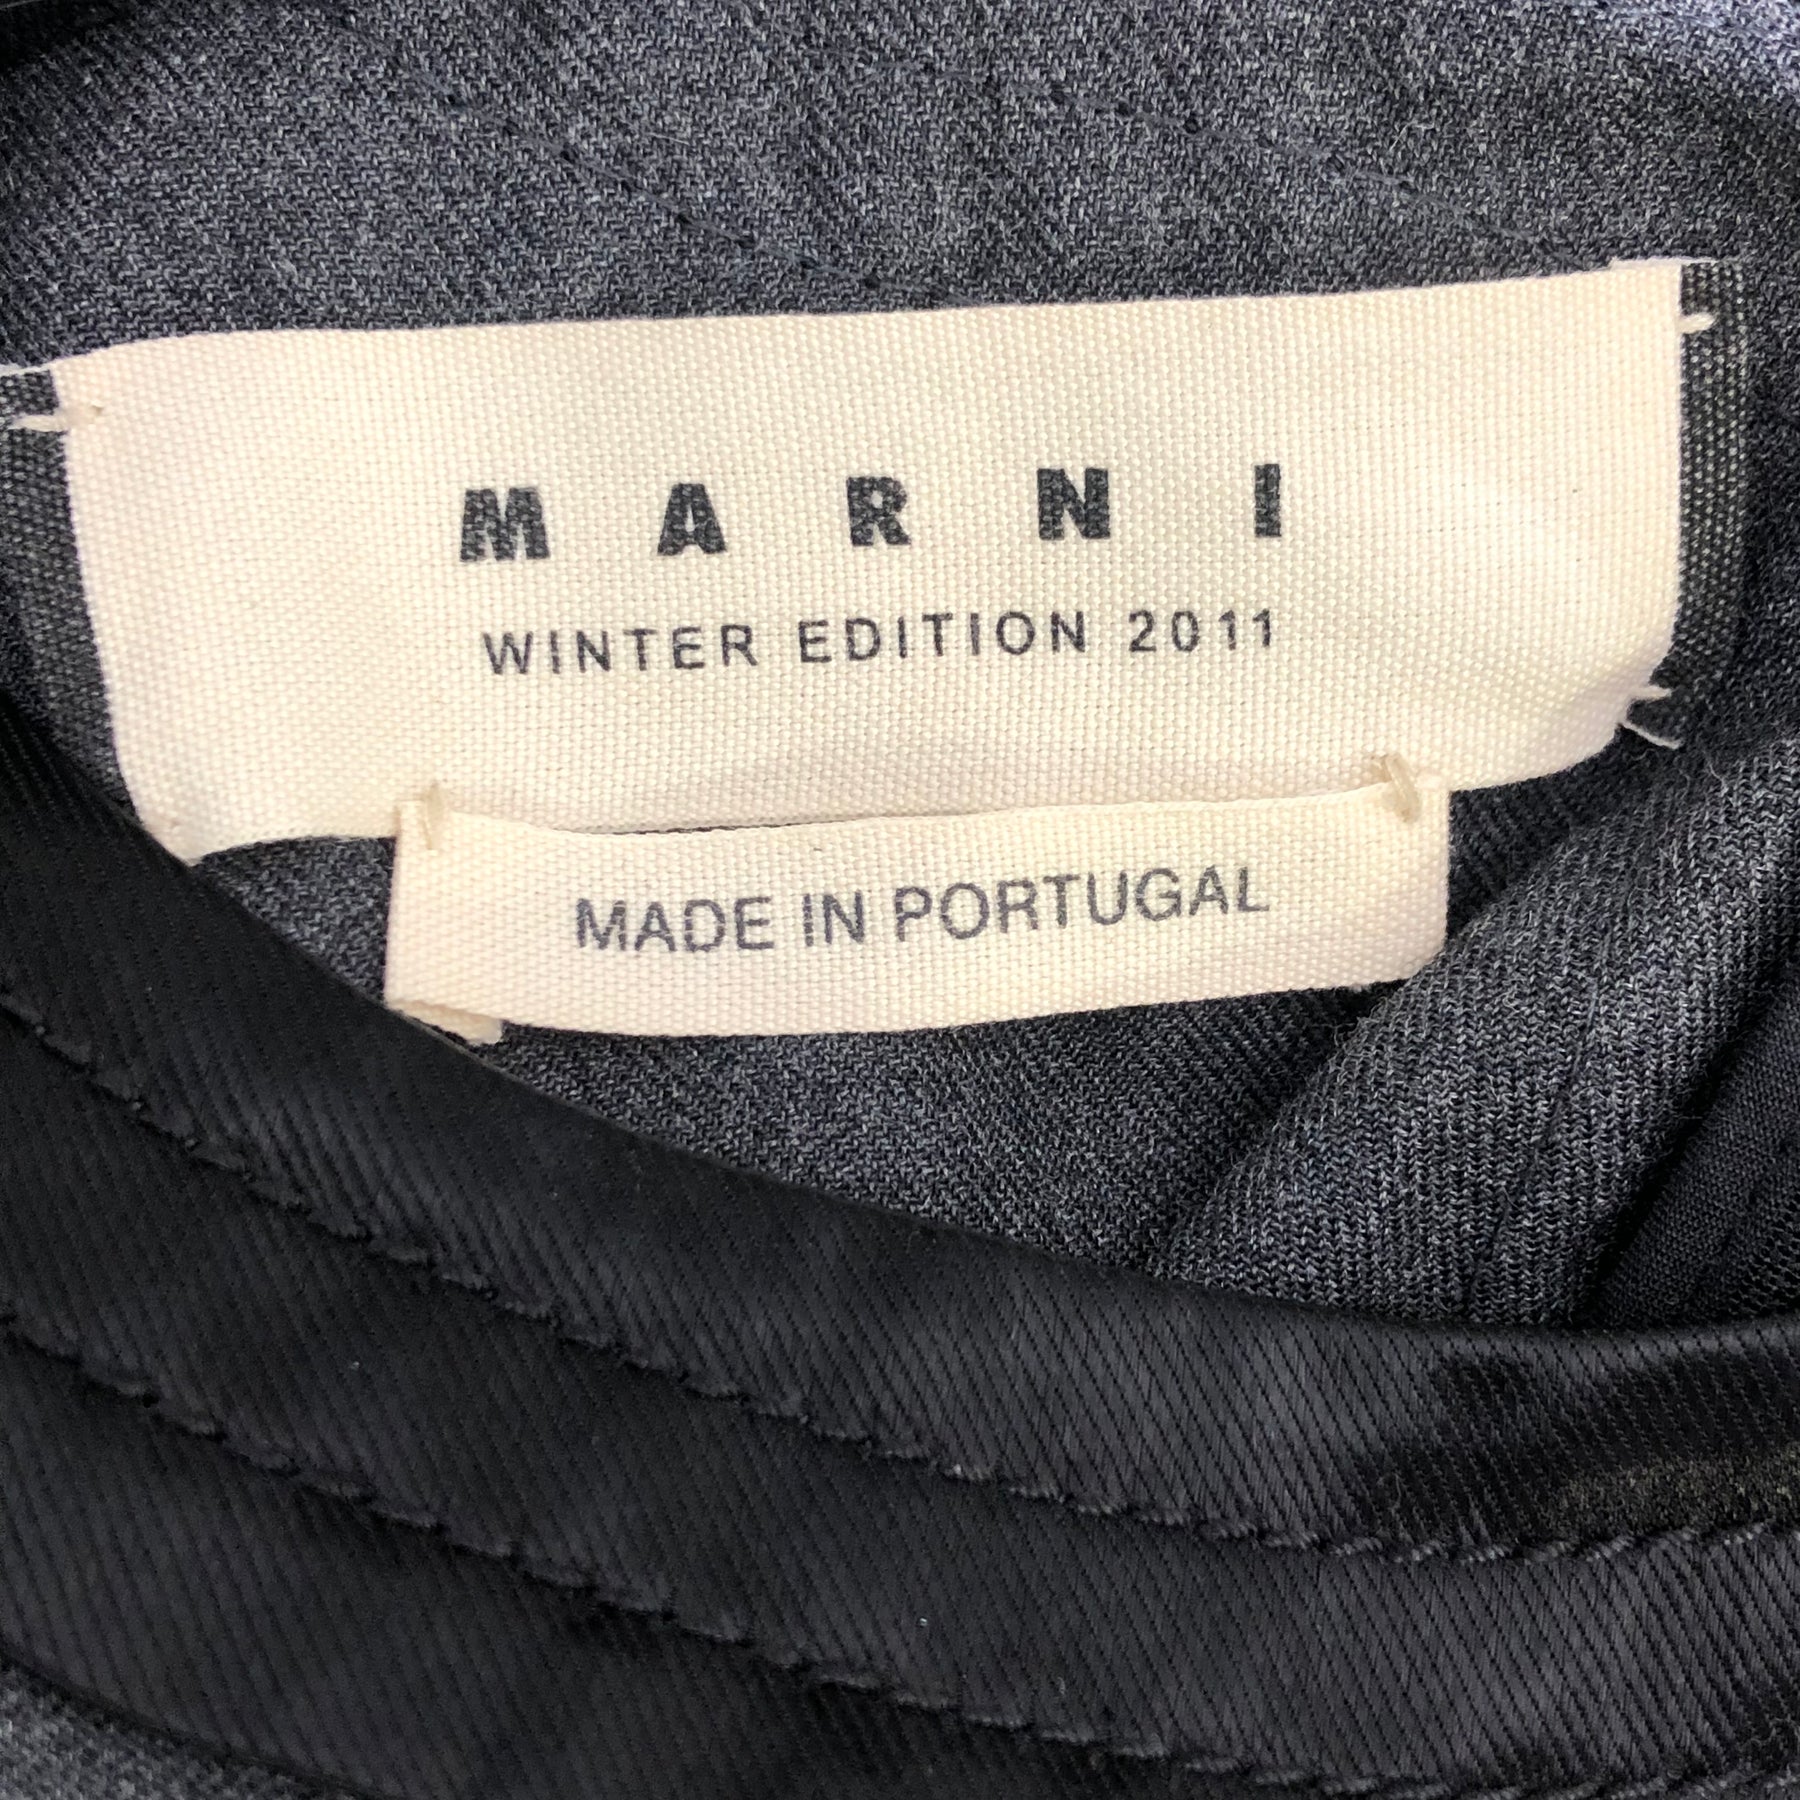 MARNI
WINTER EDITION 2011
MADE IN PORTUGAL